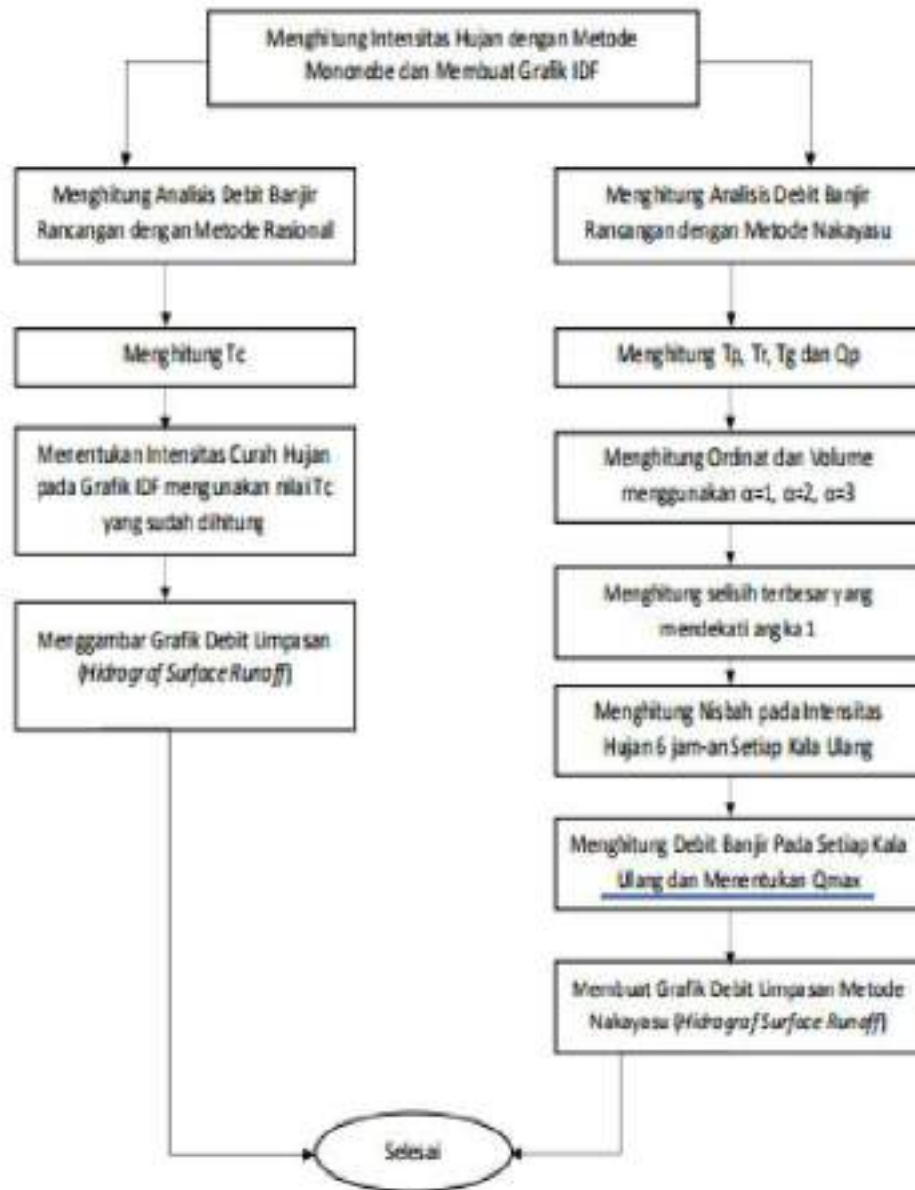 Menghitung Intensitas Hujan dengan Metode
Mononobe dan Membuat Grafik IDF
Menghitung Analisis Debit Banjir
Rancangan dengan Metode Rasional
Menghitung Tc
Menentukan Intensitas Curah Hujan
pada Grafik IDF mengunakan nilai Tc
yang sudah dihitung
Menggambar Grafik Debit Limpasan
(Hidrograf Surface Runoff)
Menghitung Analisis Debit Banjir
Rancangan dengan Metode Nakayasu
Menghitung Tp, Tr, Tg dan Qp
Menghitung Ordinat dan Volume
menggunakan α=1, α=2, α=3
Menghitung selisih terbesar yang
mendekati angka 1
Menghitung Nisbah pada Intensitas
Hujan 6 jam-an Setiap Kala Ulang
Menghitung Debit Banjir Pada Setiap Kala
Ulang dan Menentukan Qmax
Membuat Grafik Debit Limpasan Metode
Nakayasu (Hidrograf Surface Runoff)
Selesai